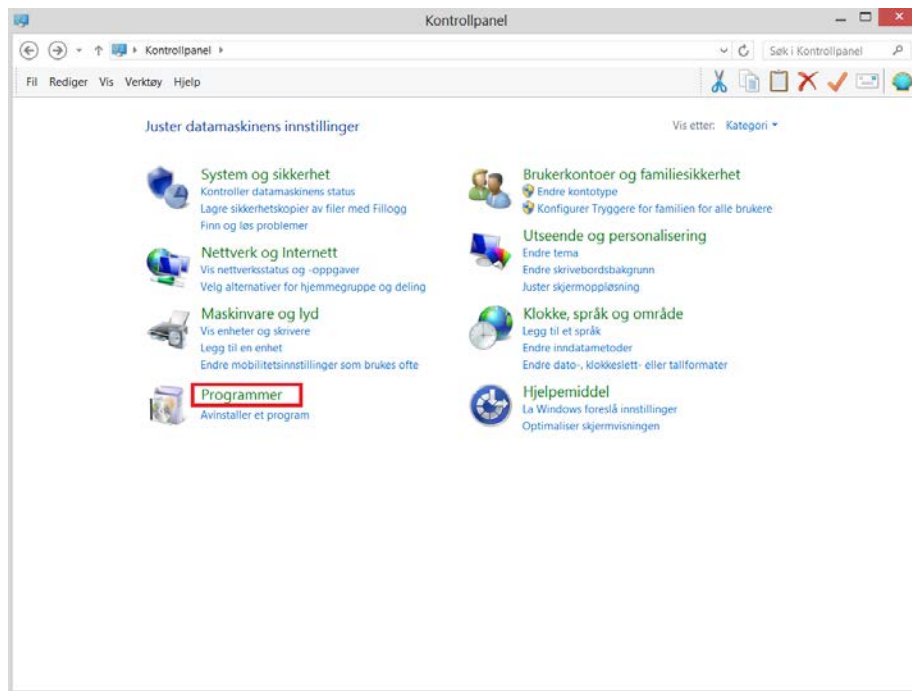 Kontrollpanel
Kontrollpanel
Søk i Kontrollpanel
Fil Rediger Vis Verktøy Hjelp
Juster datamaskinens innstillinger
Vis etter: Kategori
System og sikkerhet
Kontroller datamaskinens status
Lagre sikkerhetskopier av filer med Fillogg
Finn og løs problemer
Nettverk og Internett
Vis nettverksstatus og -oppgaver
Velg alternativer for hjemmegruppe og deling
Maskinvare og lyd
Vis enheter og skrivere
Legg til en enhet
Endre mobilitetsinnstillinger som brukes ofte
Programmer
Avinstaller et program
Brukerkontoer og familiesikkerhet
Endre kontotype
Konfigurer Tryggere for familien for alle brukere
Utseende og personalisering
Endre tema
Endre skrivebordsbakgrunn
Juster skjermoppløsning
Klokke, språk og område
Legg til et språk
Endre inndatametoder
Endre dato-, klokkeslett- eller tallformater
Hjelpemiddel
La Windows foreslå innstillinger
Optimaliser skjermvisningen